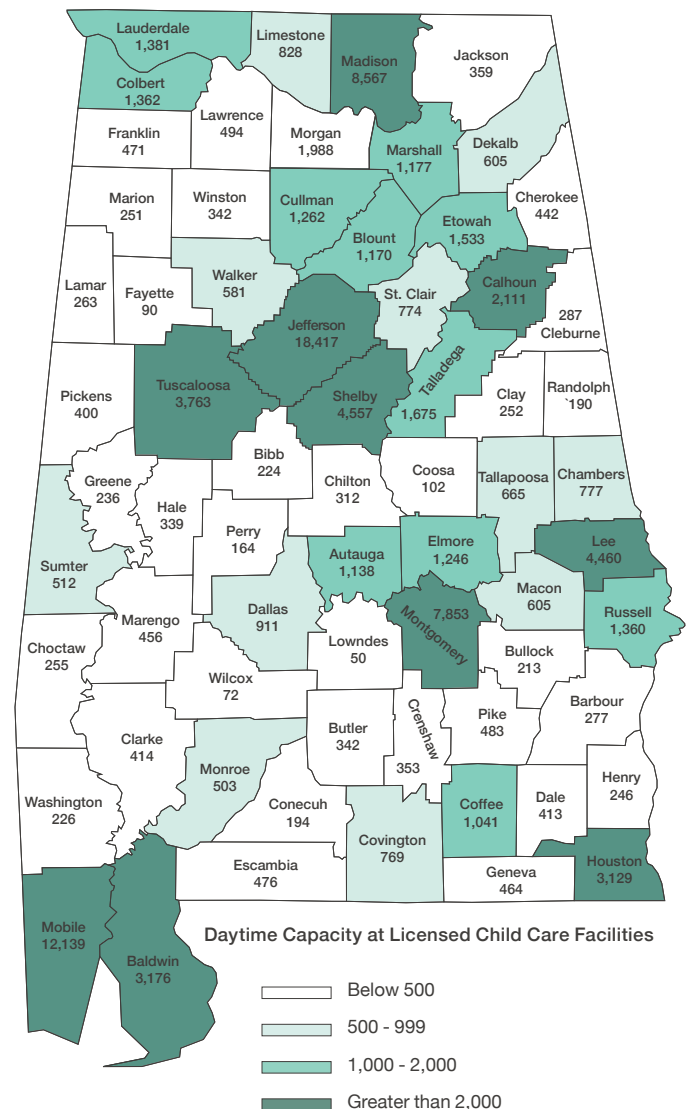 Lauderdale
1,381
Limestone
828
Madison
8,567
Jackson
359
Colbert
1,362
Lawrence
494
Franklin
471
Morgan
1,988
Marshall
1,177
Dekalb
605
Marion
251
Winston
342
Cullman
1,262
Cherokee
442
Blount
1,170
Etowah
1,533
Walker
581
Lamar
263
Fayette
90
St. Clair
774
Calhoun
2,111
287
Cleburne
Jefferson
18,417
Talladega
1,675
Pickens
400
Tuscaloosa
3,763
Shelby
4,557
Clay
252
Randolph
`190
Bibb
224
Greene
236
Hale
339
Chilton
312
Coosa
102
Tallapoosa
665
Chambers
777
Perry
164
Sumter
512
Autauga
1,138
Elmore
1,246
Lee
4,460
Dallas
911
Macon
605
Russell
1,360
Marengo
456
7,853
Montgomery
Choctaw
255
Lowndes
50
Bullock
213
Wilcox
72
Barbour
277
Clarke
414
Butler
342
Crenshaw
353
Pike
483
Monroe
503
Washington
226
Conecuh
194
Coffee
1,041
Dale
413
Henry
246
Covington
769
Escambia
476
Geneva
464
Houston
3,129
Mobile
12,139
Baldwin
3,176
Daytime Capacity at Licensed Child Care Facilities
Below 500
500 - 999
1,000 - 2,000
Greater than 2,000